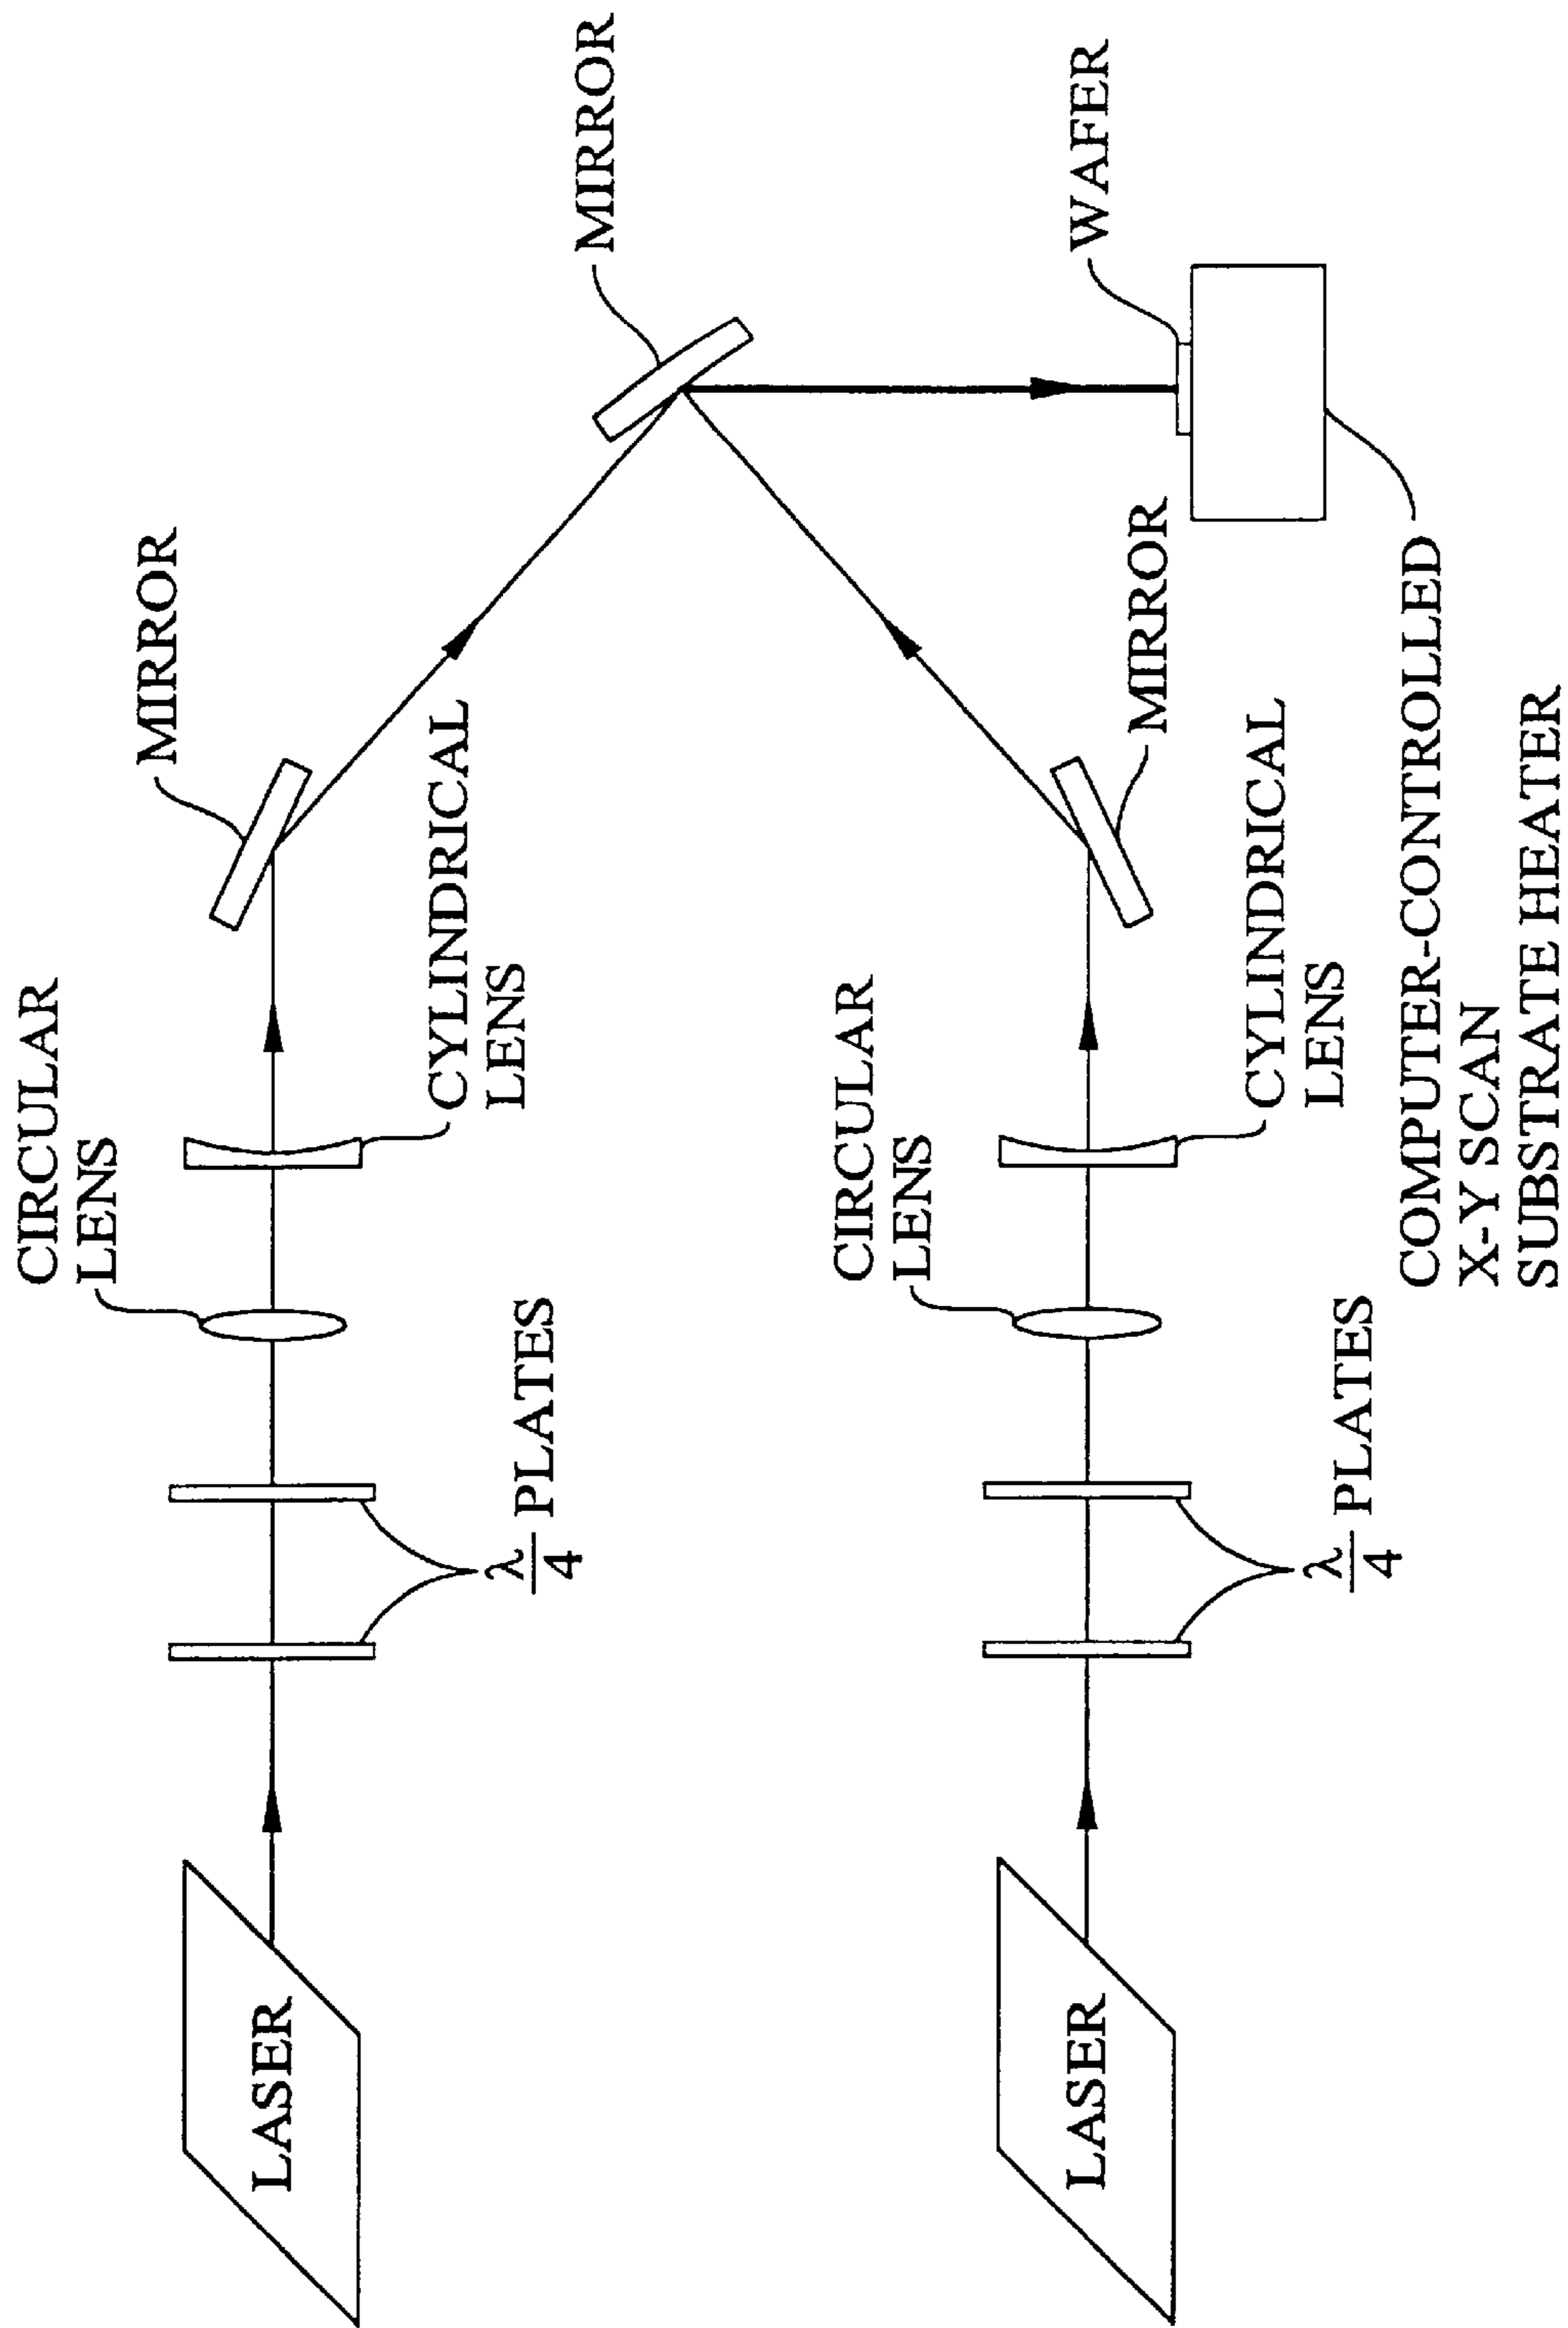 LASER
λ/4 PLATES
CIRCULAR
LENS
CYLINDRICAL
LENS
MIRROR
MIRROR
LASER
λ/4 PLATES
CIRCULAR
LENS
CYLINDRICAL
LENS
MIRROR
WAFER
COMPUTER-CONTROLLED
X-Y SCAN
SUBSTRATE HEATER